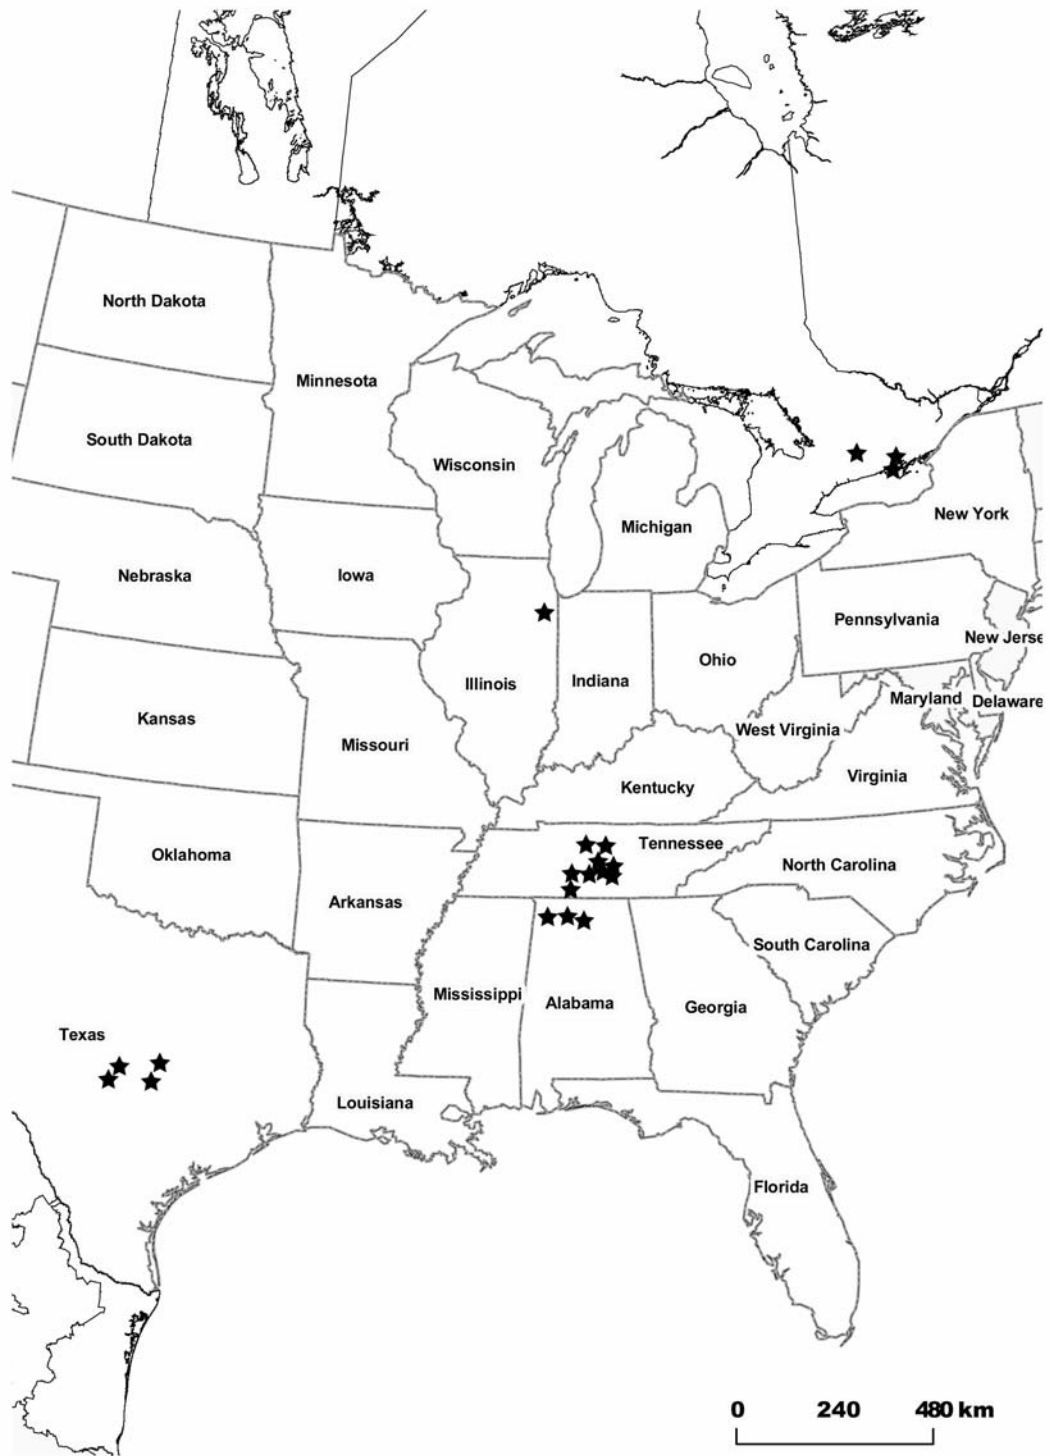 North Dakota
Minnesota
South Dakota
Wisconsin
New York
Michigan
Nebraska
Iowa
Pennsylvania
New Jerse
Ohio
Illinois
Indiana
Maryland
Delaware
Kansas
West Virginia
Missouri
Virginia
Kentucky
Tennessee
Oklahoma
North Carolina
Arkansas
South Carolina
Mississippi
Alabama
Georgia
Texas
Louisiana
Florida
0 240 480 km